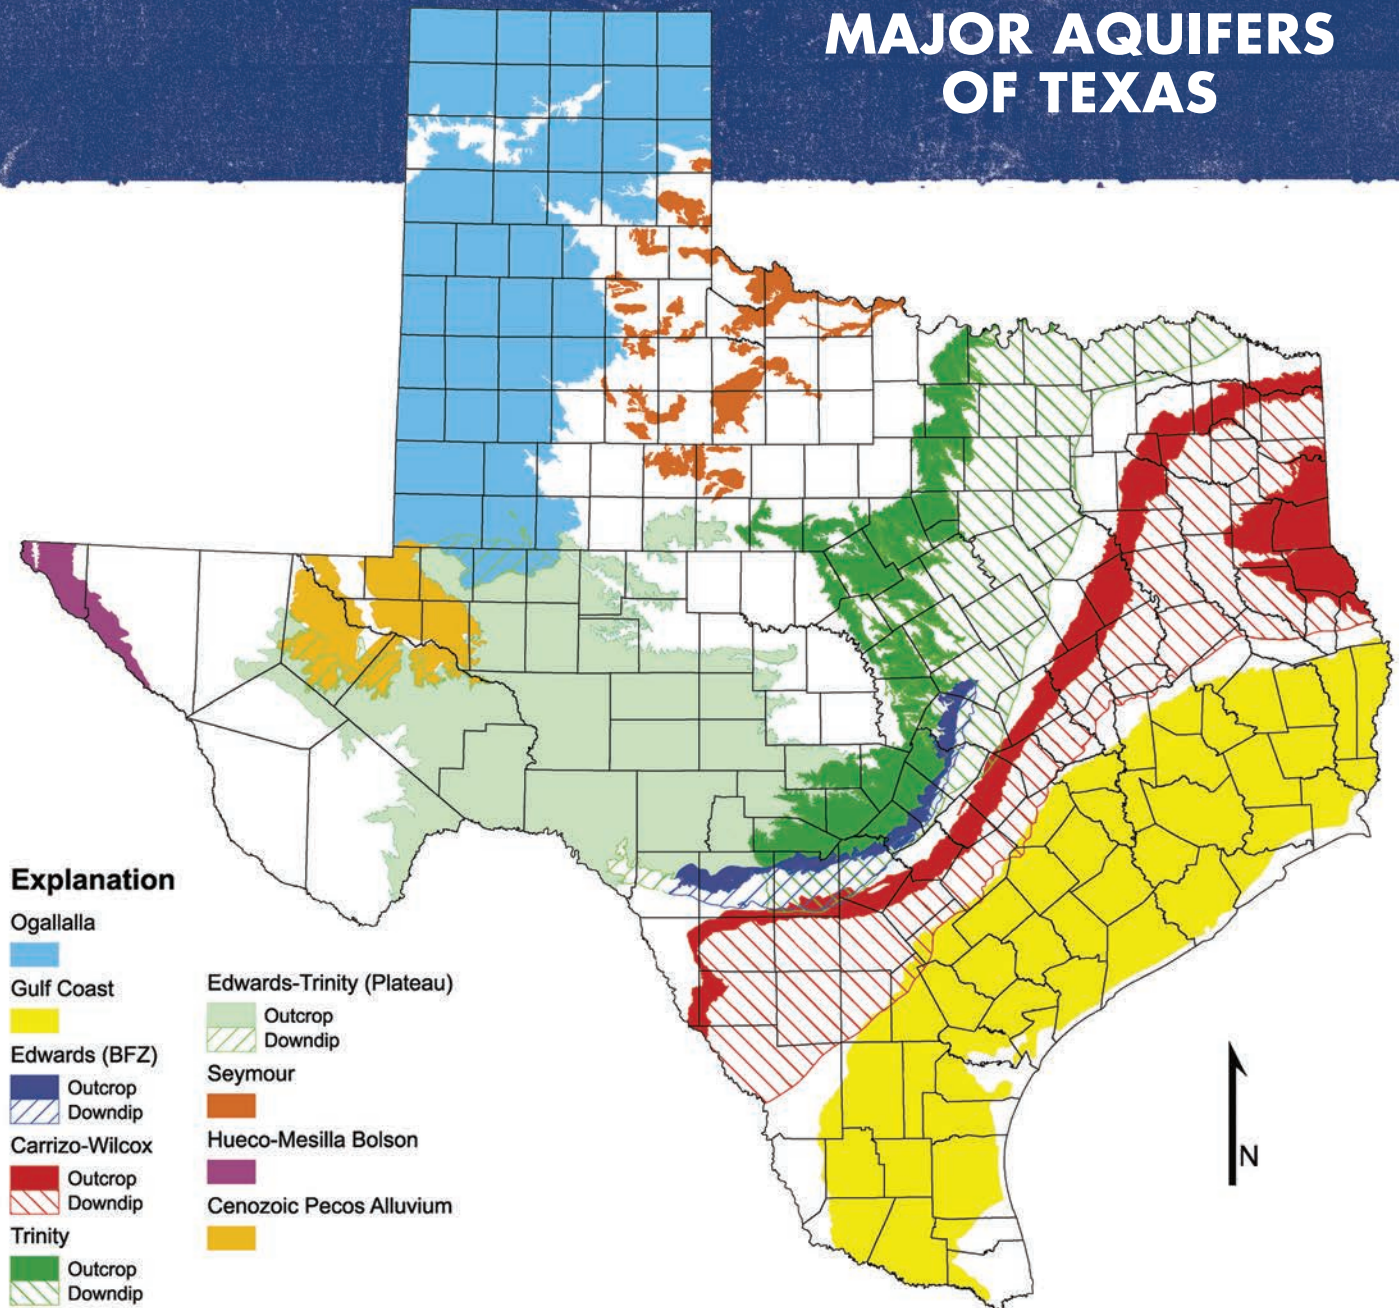 MAJOR AQUIFERS
OF TEXAS
Explanation
Ogallalla
Gulf Coast
Edwards (BFZ)
Outcrop
Downdip
Carrizo-Wilcox
Outcrop
Downdip
Trinity
Outcrop
Downdip
Edwards-Trinity (Plateau)
Outcrop
Downdip
Seymour
Hueco-Mesilla Bolson
Cenozoic Pecos Alluvium
N